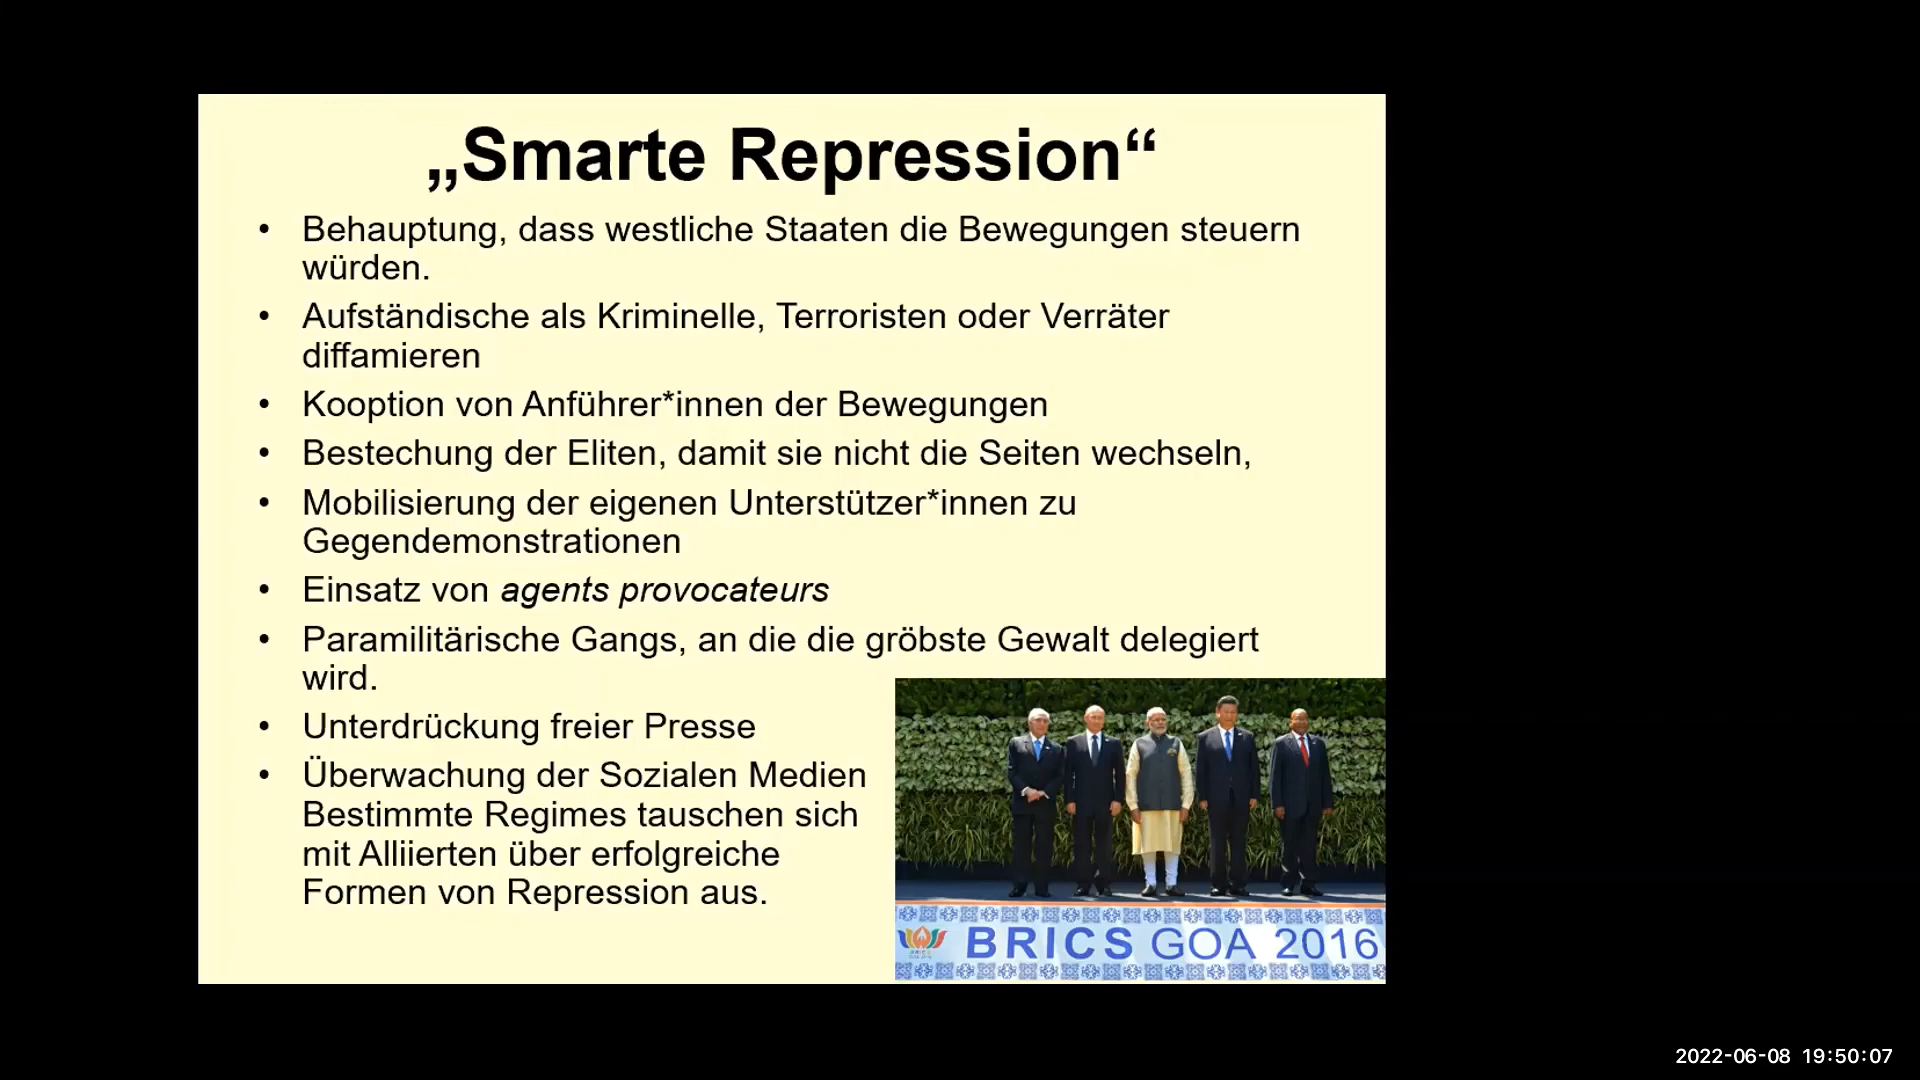 „Smarte Repression“
• Behauptung, dass westliche Staaten die Bewegungen steuern
würden.
• Aufständische als Kriminelle, Terroristen oder Verräter
diffamieren
• Kooption von Anführer*innen der Bewegungen
• Bestechung der Eliten, damit sie nicht die Seiten wechseln,
• Mobilisierung der eigenen Unterstützer*innen zu
Gegendemonstrationen
• Einsatz von agents provocateurs
• Paramilitärische Gangs, an die die gröbste Gewalt delegiert
wird.
• Unterdrückung freier Presse
• Überwachung der Sozialen Medien
Bestimmte Regimes tauschen sich
mit Alliierten über erfolgreiche
Formen von Repression aus.
BRICS GOA 2016
2022-06-08 19:50:07